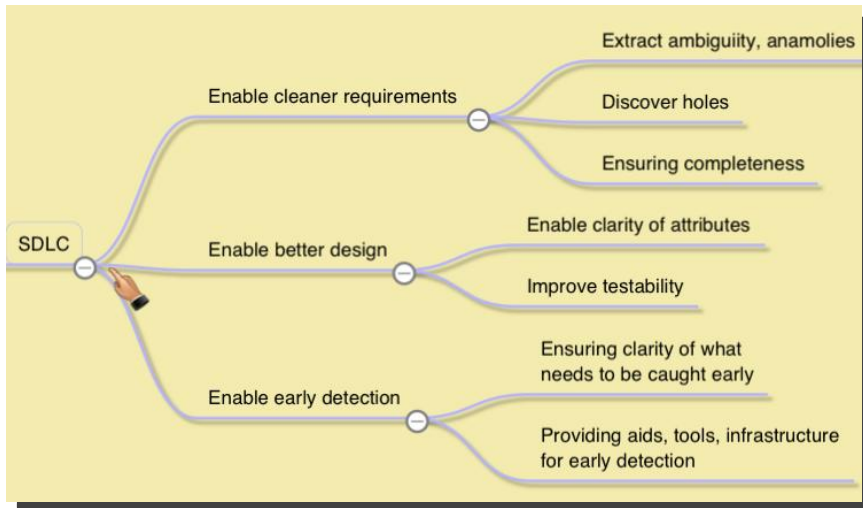 SDLC
Enable cleaner requirements
Extract ambiguiity, anamolies
Discover holes
Ensuring completeness
Enable better design
Enable clarity of attributes
Improve testability
Enable early detection
Ensuring clarity of what
needs to be caught early
Providing aids, tools, infrastructure
for early detection